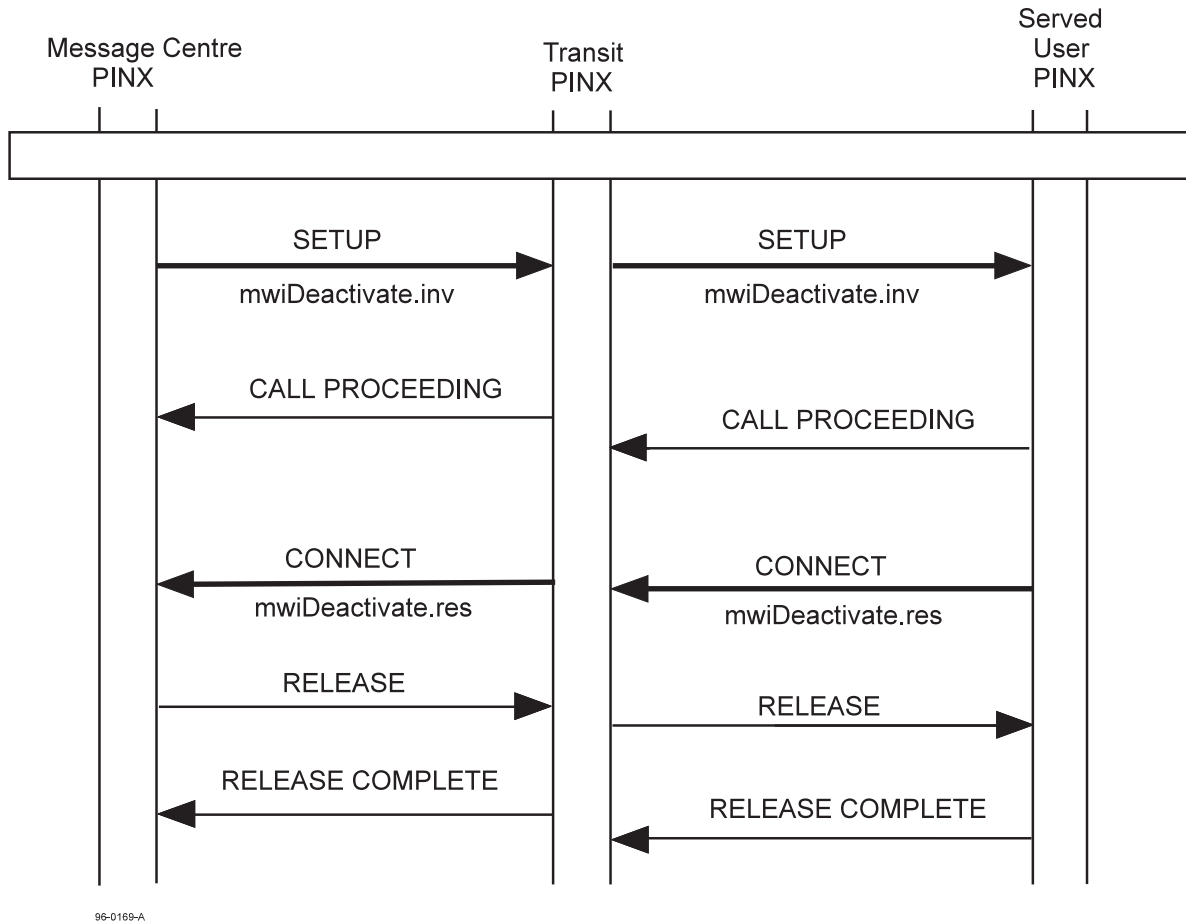 Message Centre
PINX
Transit
PINX
Served
User
PINX
SETUP
mwiDeactivate.inv
SETUP
mwiDeactivate.inv
CALL PROCEEDING
CALL PROCEEDING
CONNECT
mwiDeactivate.res
CONNECT
mwiDeactivate.res
RELEASE
RELEASE
RELEASE COMPLETE
RELEASE COMPLETE
96-0169-A